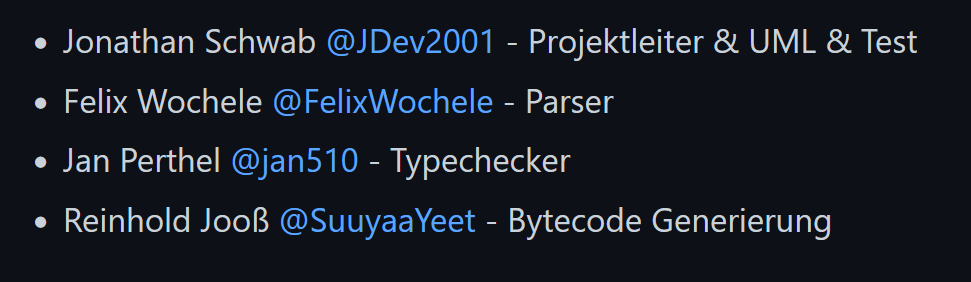 • Jonathan Schwab @JDev2001 - Projektleiter & UML & Test
• Felix Wochele @FelixWochele - Parser
• Jan Perthel @jan510 - Typechecker
• Reinhold Jooß @SuuyaaYeet - Bytecode Generierung